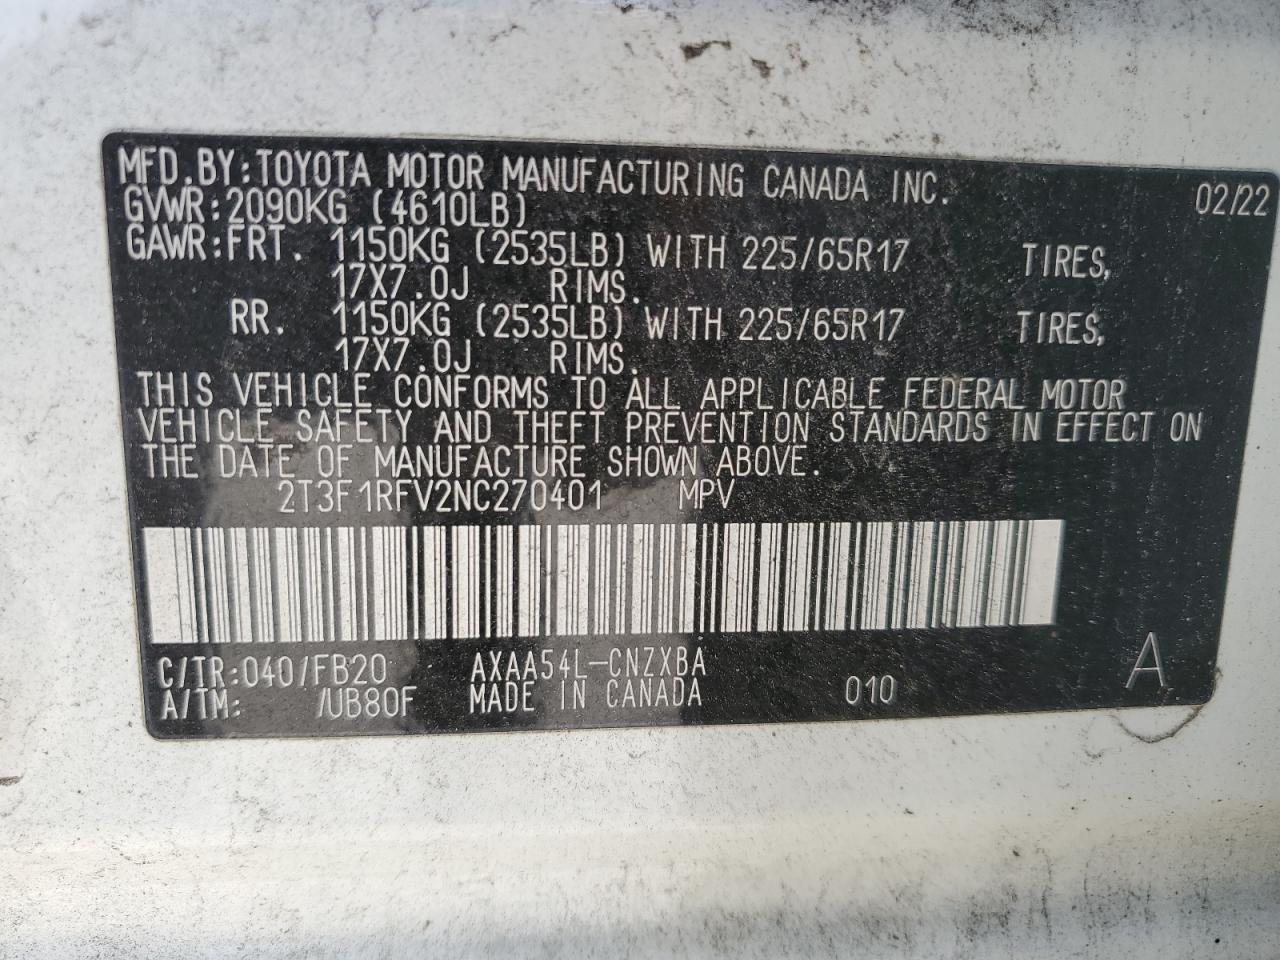 MFD.BY:TOYOTA MOTOR MANUFACTURING CANADA INC. 02/22
GVWR:2090KG (4610LB)
GAWR:FRT. 1150KG (2535LB) WITH 225/65R17 TIRES,
17X7.0J RIMS.
RR. 1150KG (2535LB) WITH 225/65R17 TIRES,
17X7.0J RIMS.
THIS VEHICLE CONFORMS TO ALL APPLICABLE FEDERAL MOTOR
VEHICLE SAFETY AND THEFT PREVENTION STANDARDS IN EFFECT ON
THE DATE OF MANUFACTURE SHOWN ABOVE.
2T3F1RFV2NC270401 MPV
C/TR:040/FB20 AXAA54L-CNZXBA A
A/TM: /UB80F MADE IN CANADA 010